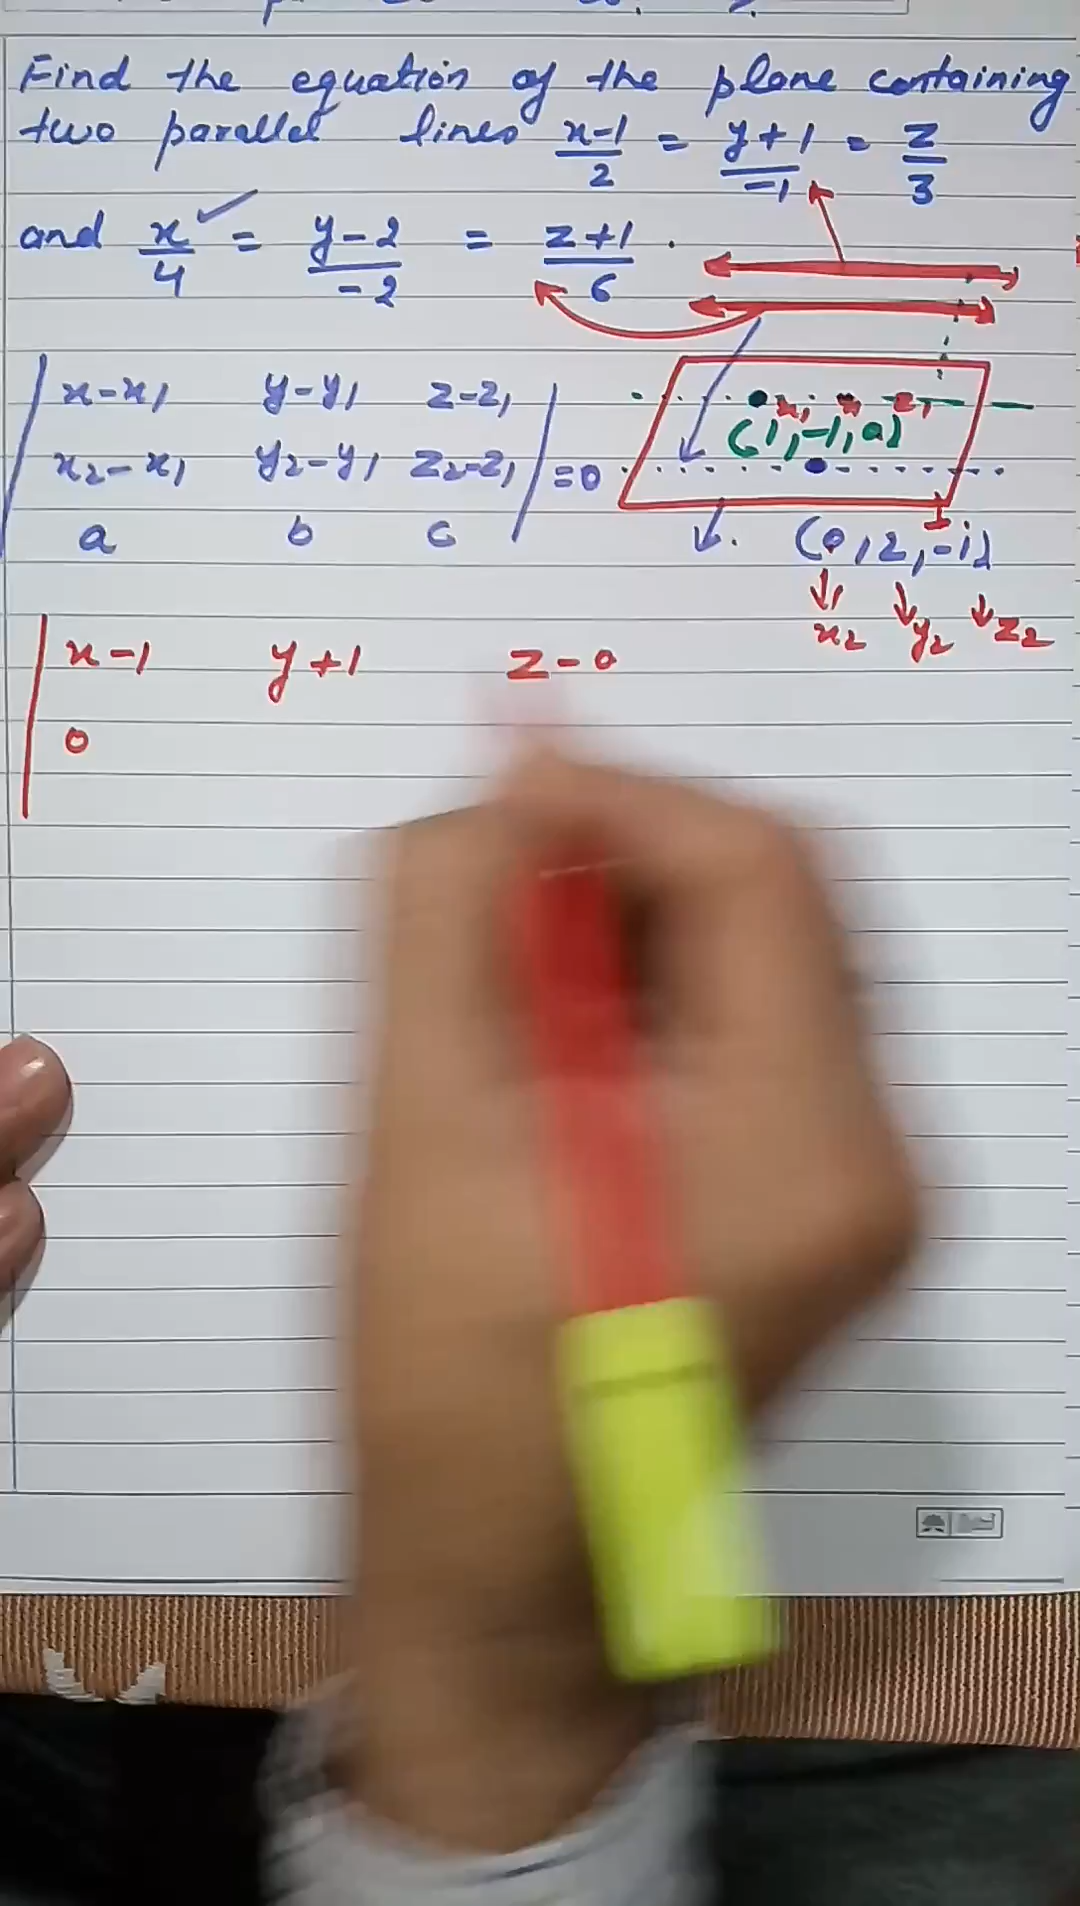 Find the equation of the plane containing
two parallel lines (x-1)/2 = (y+1)/-1 = z/3
and x/4 = (y-2)/-2 = (z+1)/6 .
| x-x₁ y-y₁ z-z₁ |
| x₂-x₁ y₂-y₁ z₂-z₁ | = 0
| a b c |
x₁ z₁
(1,-1,0)
(0,2,-1)
x₂ y₂ z₂
| x-1 y+1 z-0
| 0